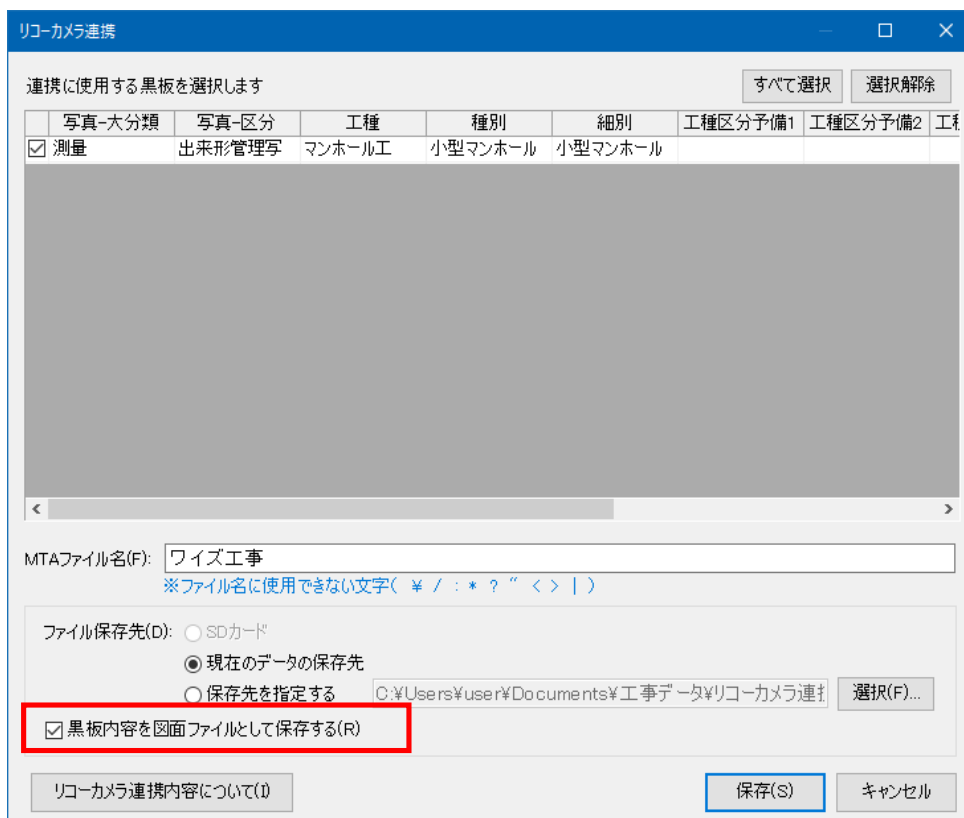 リコーカメラ連携
連携に使用する黒板を選択します
すべて選択 選択解除
写真-大分類 写真-区分 工種 種別 細別 工種区分予備1 工種区分予備2 工種
測量 出来形管理写 マンホール工 小型マンホール 小型マンホール
MTAファイル名(F): ワイズ工事
※ファイル名に使用できない文字( ¥ / : * ? " < > | )
ファイル保存先(D): SDカード
現在のデータの保存先
保存先を指定する C:¥Users¥user¥Documents¥工事データ¥リコーカメラ連携 選択(F)...
黒板内容を図面ファイルとして保存する(R)
リコーカメラ連携内容について(I) 保存(S) キャンセル